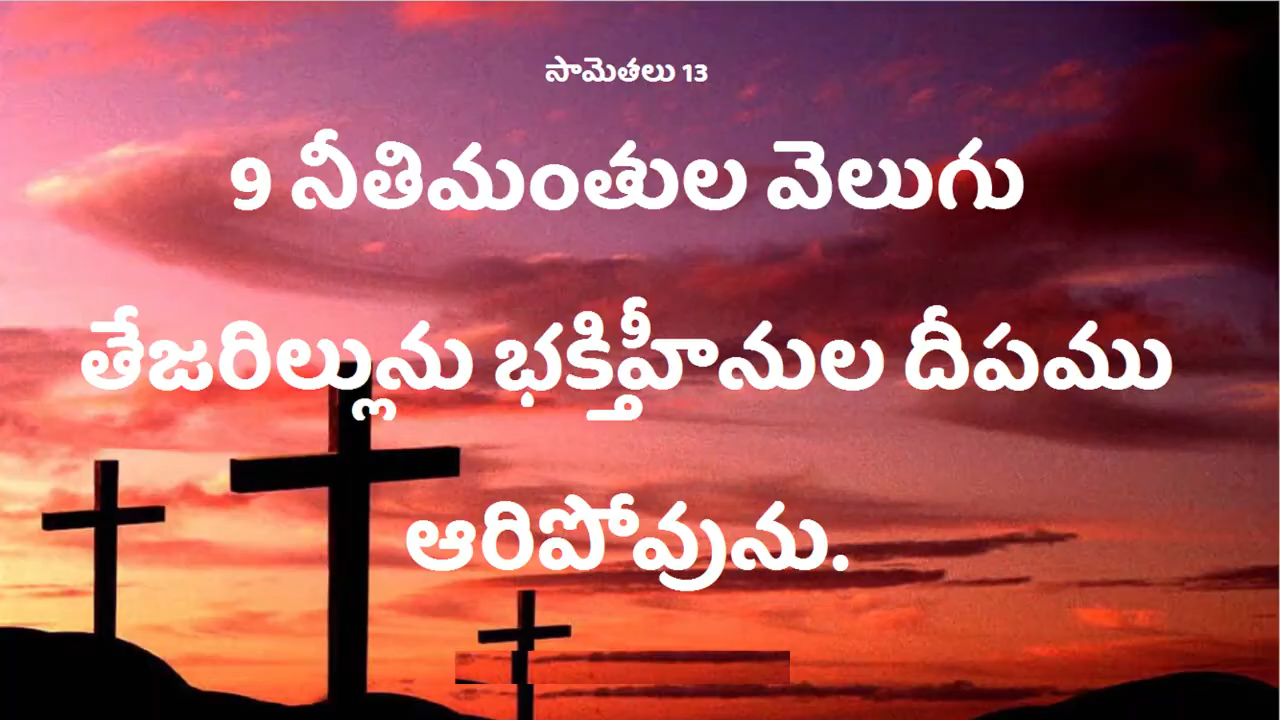 సామెతలు 13
9 నీతిమంతుల వెలుగు
తేజరిల్లును భక్తిహీనుల దీపము
ఆరిపోవును.